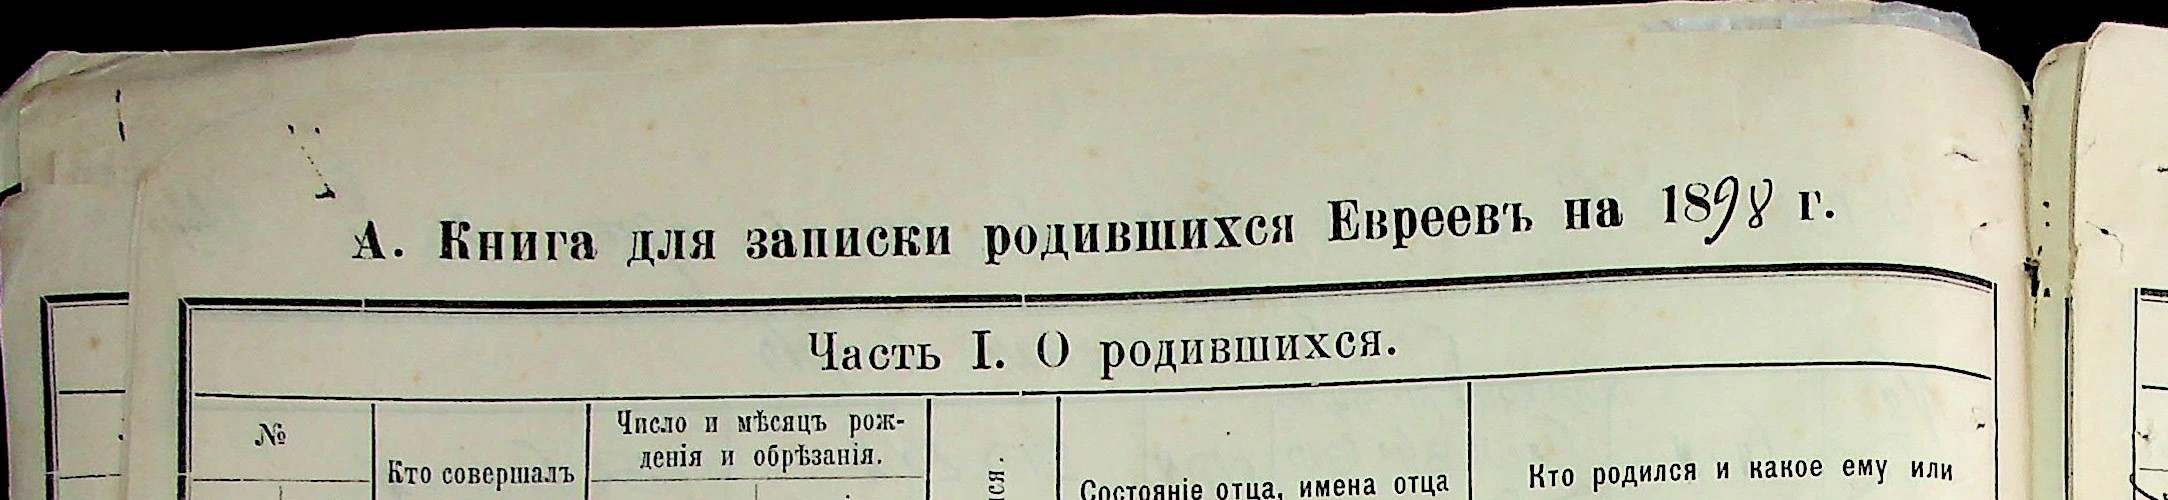 А. Книга для записки родившихся Евреевъ на 1898 г.
Часть I. О родившихся.
№
Кто совершалъ
Число и мѣсяцъ рож-
денія и обрѣзанія.
Состояніе отца, имена отца
Кто родился и какое ему или